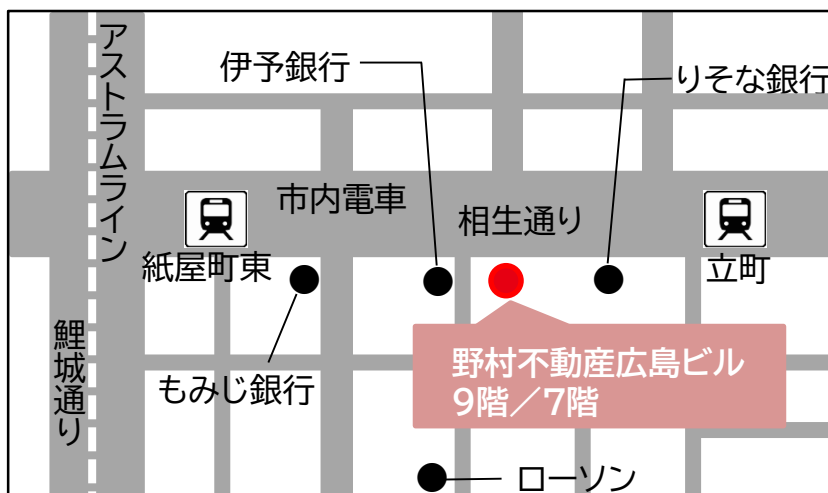 アストラムライン
伊予銀行
りそな銀行
市内電車
相生通り
紙屋町東
立町
鯉城通り
もみじ銀行
野村不動産広島ビル
9階／7階
ローソン